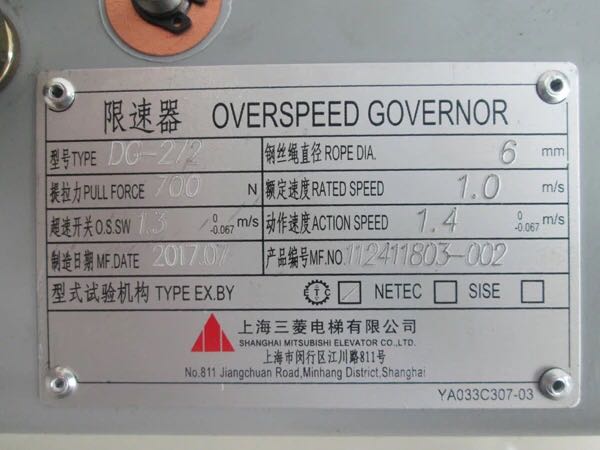 限速器 OVERSPEED GOVERNOR
型号TYPE DG-2/2 钢丝绳直径ROPE DIA. 6 mm
提拉力PULL FORCE 700 N 额定速度RATED SPEED 1.0 m/s
超速开关O.S.SW 1.3 0 -0.067 m/s 动作速度ACTION SPEED 1.4 0 -0.067 m/s
制造日期MF.DATE 2017.07 产品编号MF.NO. 112411803-002
型式试验机构 TYPE EX.BY NETEC SISE
上海三菱电梯有限公司
SHANGHAI MITSUBISHI ELEVATOR CO.,LTD.
上海市闵行区江川路811号
No.811 Jiangchuan Road,Minhang District,Shanghai
YA033C307-03